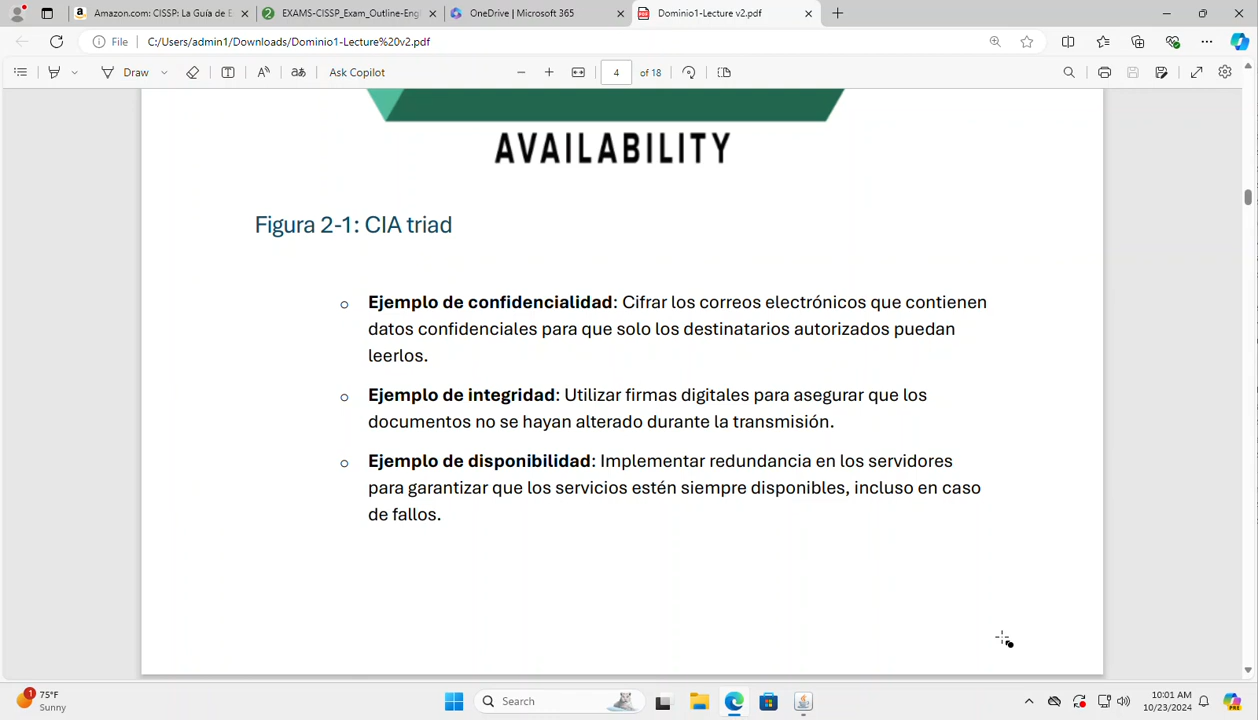 Amazon.com: CISSP: La Guía de E
EXAMS-CISSP_Exam_Outline-Engl
OneDrive | Microsoft 365
Dominio1-Lecture v2.pdf
File
C:/Users/admin1/Downloads/Dominio1-Lecture%20v2.pdf
Draw
Ask Copilot
4
of 18
AVAILABILITY
Figura 2-1: CIA triad
o Ejemplo de confidencialidad: Cifrar los correos electrónicos que contienen
datos confidenciales para que solo los destinatarios autorizados puedan
leerlos.
o Ejemplo de integridad: Utilizar firmas digitales para asegurar que los
documentos no se hayan alterado durante la transmisión.
o Ejemplo de disponibilidad: Implementar redundancia en los servidores
para garantizar que los servicios estén siempre disponibles, incluso en caso
de fallos.
1
75°F
Sunny
Search
10:01 AM
10/23/2024